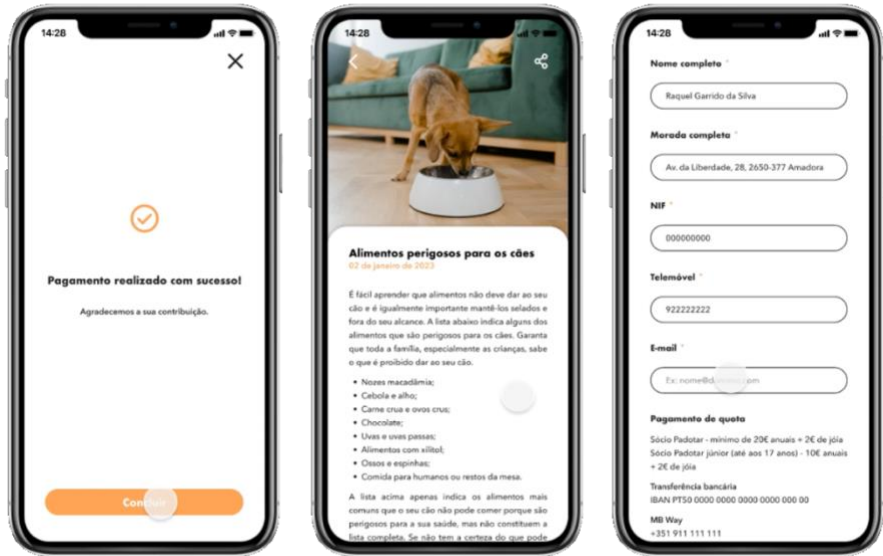 14:28
Pagamento realizado com sucesso!
Agradecemos a sua contribuição.
Concluir
14:28
Alimentos perigosos para os cães
02 de janeiro de 2023
É fácil aprender que alimentos não deve dar ao seu
cão e é igualmente importante mantê-los selados e
fora do seu alcance. A lista abaixo indica alguns dos
alimentos que são perigosos para os cães. Garanta
que toda a família, especialmente as crianças, sabe
o que é proibido dar ao seu cão.
• Nozes macadâmia;
• Cebola e alho;
• Carne crua e ovos crus;
• Chocolate;
• Uvas e uvas passas;
• Alimentos com xilitol;
• Ossos e espinhas;
• Comida para humanos ou restos da mesa.
A lista acima apenas indica os alimentos mais
comuns que o seu cão não pode comer porque são
perigosos para a sua saúde, mas não constituem a
lista completa. Se não tem a certeza do que pode
14:28
Nome completo *
Raquel Garrido da Silva
Morada completa *
Av. da Liberdade, 28, 2650-377 Amadora
NIF *
000000000
Telemóvel *
922222222
E-mail *
Ex:
Pagamento de quota
Sócio Padotar - mínimo de 20€ anuais + 2€ de jóia
Sócio Padotar júnior (até aos 17 anos) - 10€ anuais
+ 2€ de jóia
Transferência bancária
IBAN PT50 0000 0000 0000 0000 000 00
MB Way
+351 911 111 111